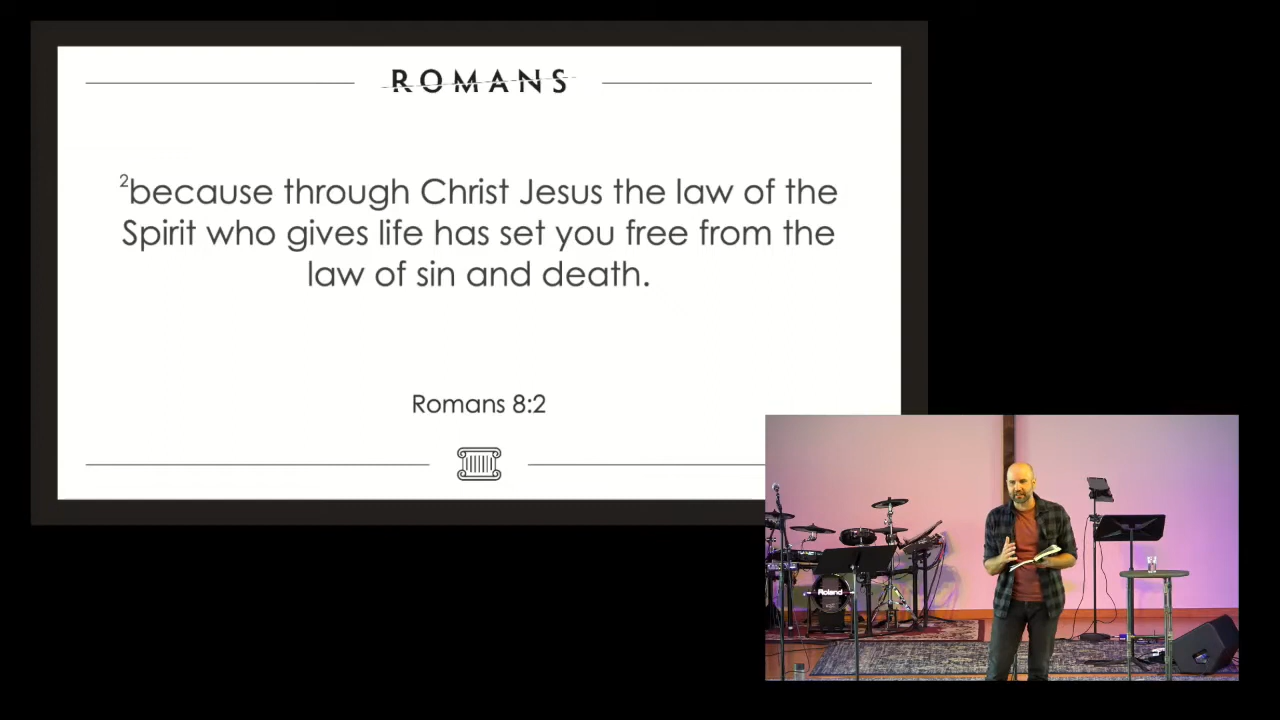 ROMANS
²because through Christ Jesus the law of the
Spirit who gives life has set you free from the
law of sin and death.
Romans 8:2
Roland